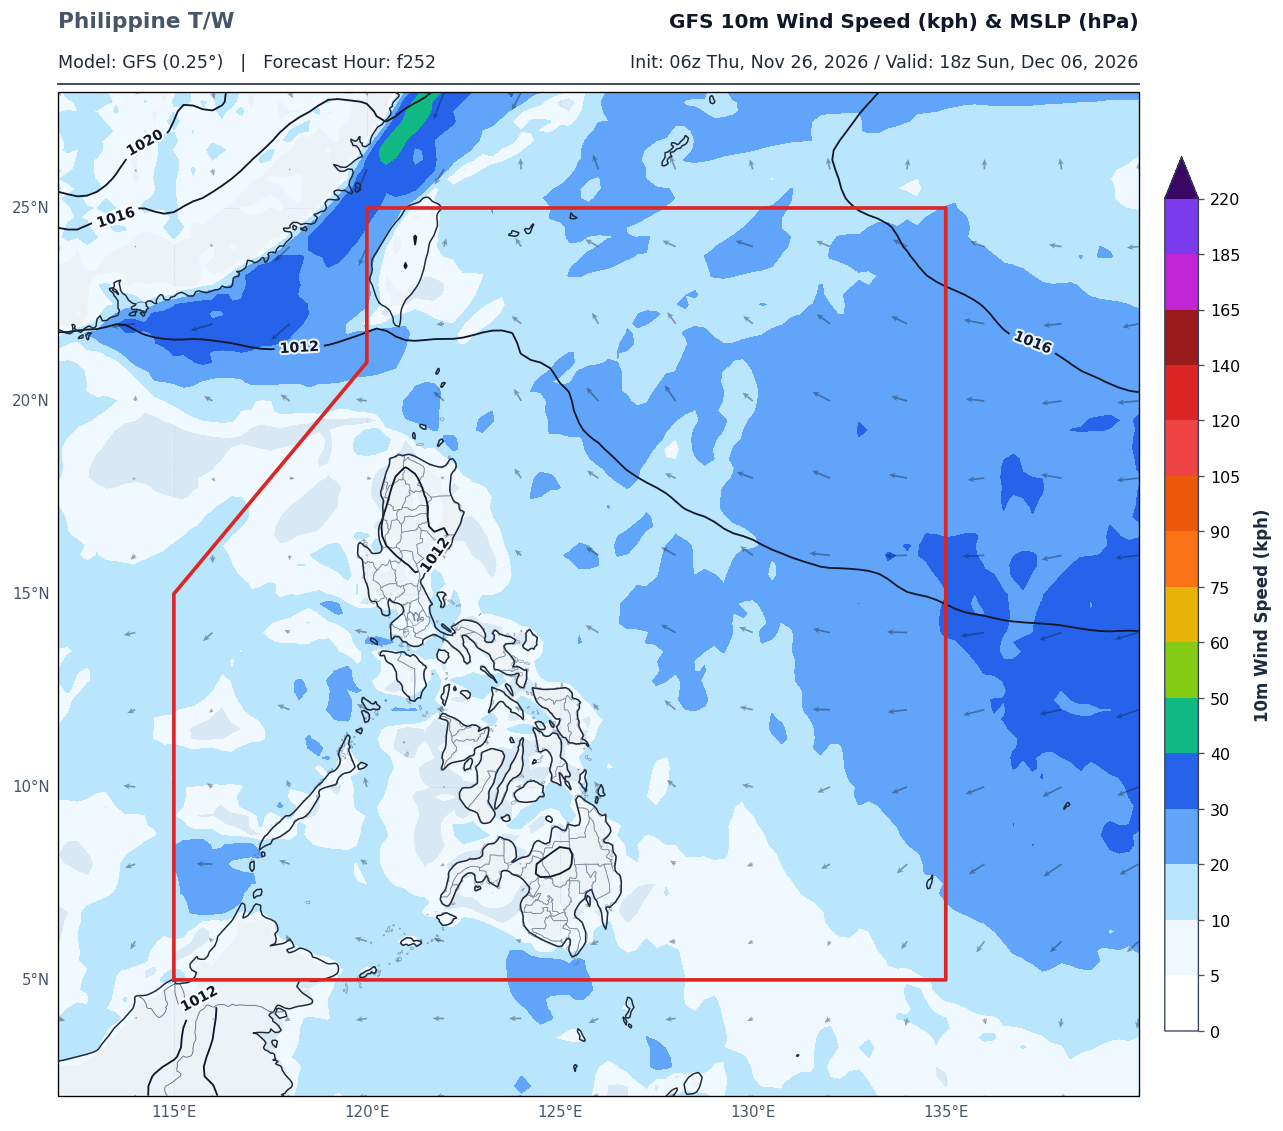 Philippine T/W
GFS 10m Wind Speed (kph) & MSLP (hPa)
Model: GFS (0.25°) | Forecast Hour: f252
Init: 06z Thu, Nov 26, 2026 / Valid: 18z Sun, Dec 06, 2026
1020
1016
1012
1016
1012
1012
25°N
20°N
15°N
10°N
5°N
115°E
120°E
125°E
130°E
135°E
220
185
165
140
120
105
90
75
60
50
40
30
20
10
5
0
10m Wind Speed (kph)